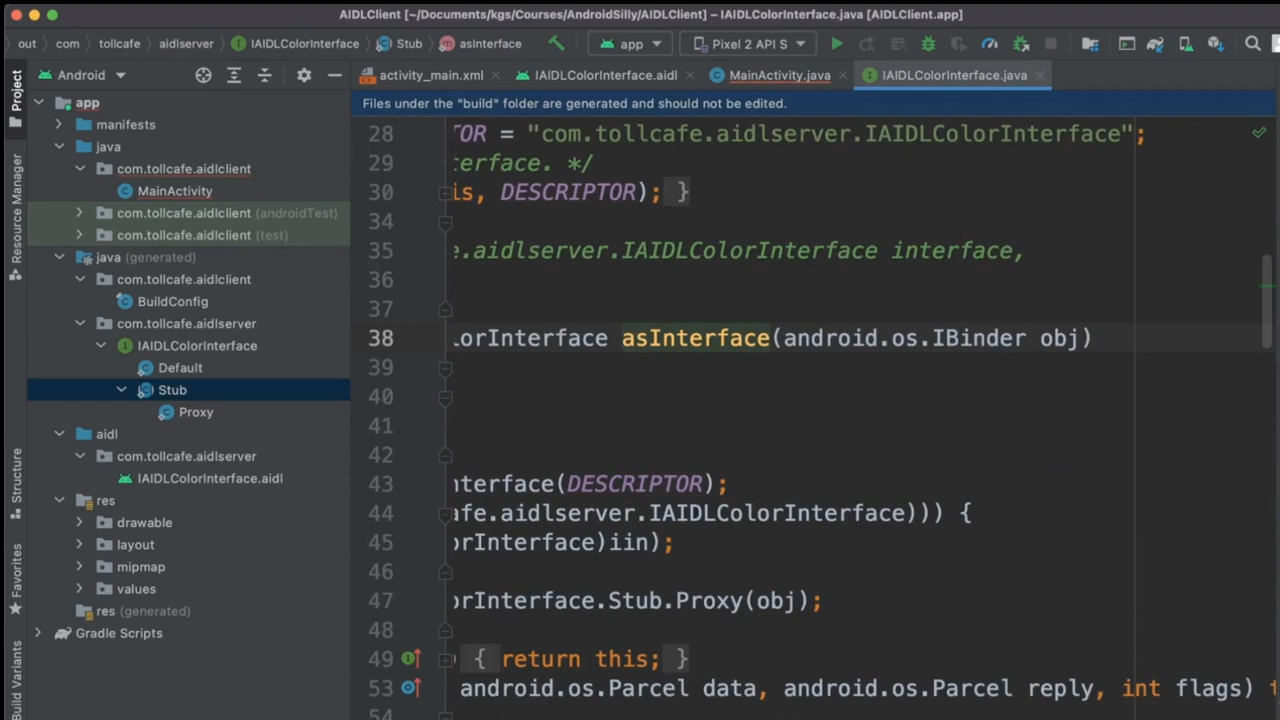 AIDLClient [~/Documents/kgs/Courses/AndroidSilly/AIDLClient] – IAIDLColorInterface.java [AIDLClient.app]
out com tollcafe aidlserver IAIDLColorInterface Stub asInterface app Pixel 2 API S
Project
Android
activity_main.xml IAIDLColorInterface.aidl MainActivity.java IAIDLColorInterface.java
Files under the "build" folder are generated and should not be edited.
app
manifests
java
com.tollcafe.aidlclient
MainActivity
com.tollcafe.aidlclient (androidTest)
com.tollcafe.aidlclient (test)
java (generated)
com.tollcafe.aidlclient
BuildConfig
com.tollcafe.aidlserver
IAIDLColorInterface
Default
Stub
Proxy
aidl
com.tollcafe.aidlserver
IAIDLColorInterface.aidl
res
drawable
layout
mipmap
values
res (generated)
Gradle Scripts
Resource Manager
Structure
Favorites
Build Variants
28 TOR = "com.tollcafe.aidlserver.IAIDLColorInterface";
29 terface. */
30 is, DESCRIPTOR); }
34
35 e.aidlserver.IAIDLColorInterface interface,
36
37
38 lorInterface asInterface(android.os.IBinder obj)
39
40
41
42
43 nterface(DESCRIPTOR);
44 afe.aidlserver.IAIDLColorInterface))) {
45 orInterface)iin);
46
47 orInterface.Stub.Proxy(obj);
48
49 ) { return this; }
53 android.os.Parcel data, android.os.Parcel reply, int flags) t
54